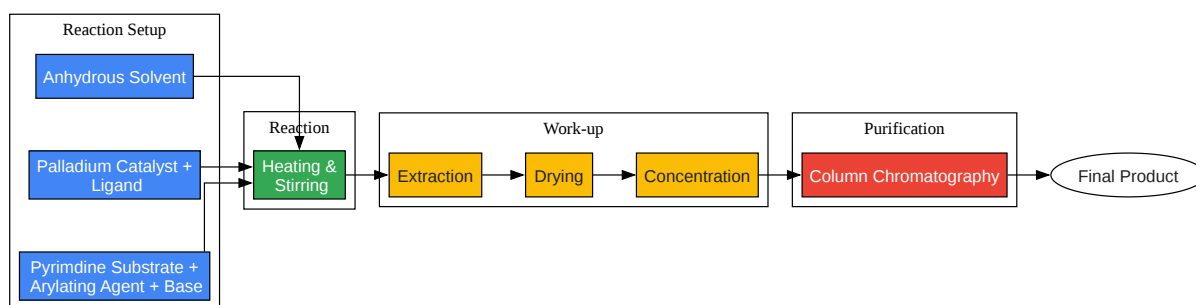 Reaction Setup
Anhydrous Solvent
Palladium Catalyst +
Ligand
Pyrimdine Substrate +
Arylating Agent + Base
Reaction
Heating &
Stirring
Work-up
Extraction
Drying
Concentration
Purification
Column Chromatography
Final Product